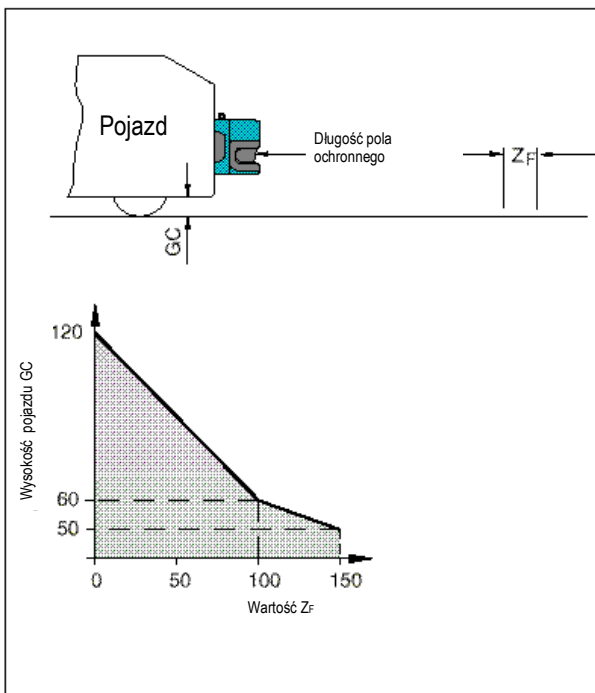 Pojazd
Długość pola
ochronnego
ZF
GC
120
Wysokość pojazdu GC
60
50
0 50 100 150
Wartość ZF